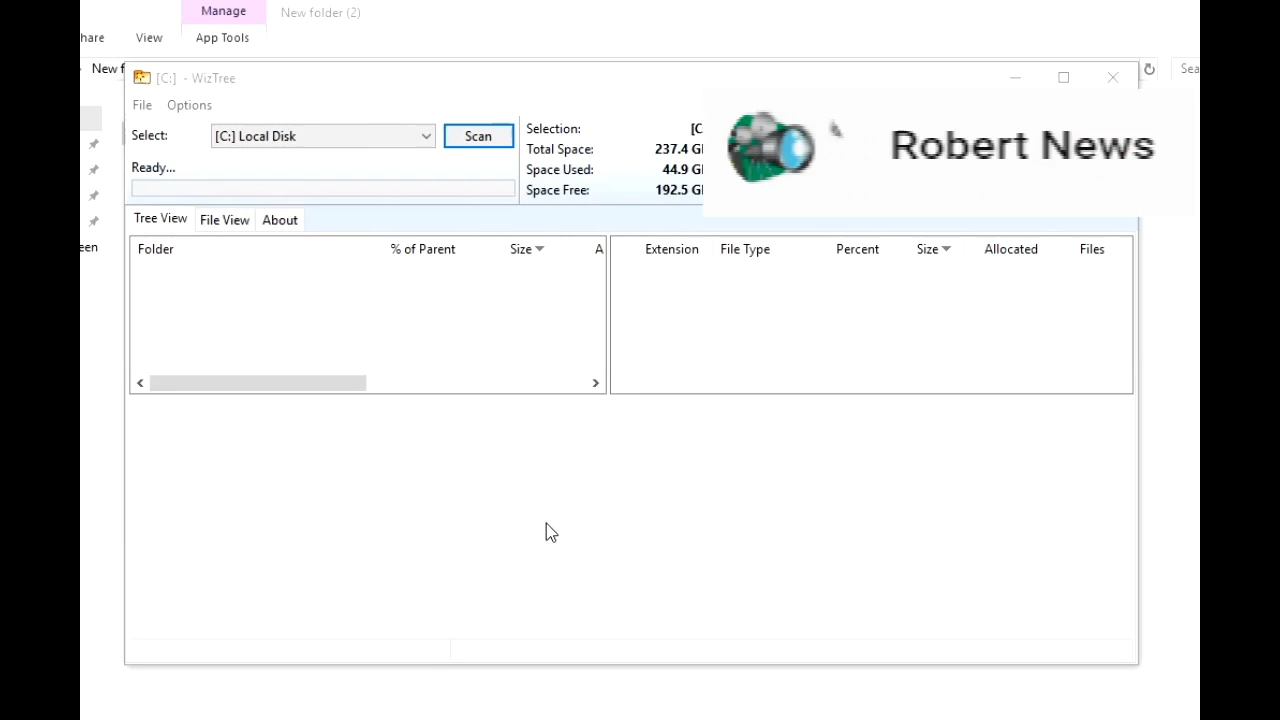 Manage
New folder (2)
hare
View
App Tools
New f
Sea
[C:] - WizTree
File
Options
Select:
[C:] Local Disk
Scan
Ready...
Selection:
[C
Total Space:
237.4 G
Space Used:
44.9 G
Space Free:
192.5 G
Robert News
Tree View
File View
About
een
Folder
% of Parent
Size
A
Extension
File Type
Percent
Size
Allocated
Files